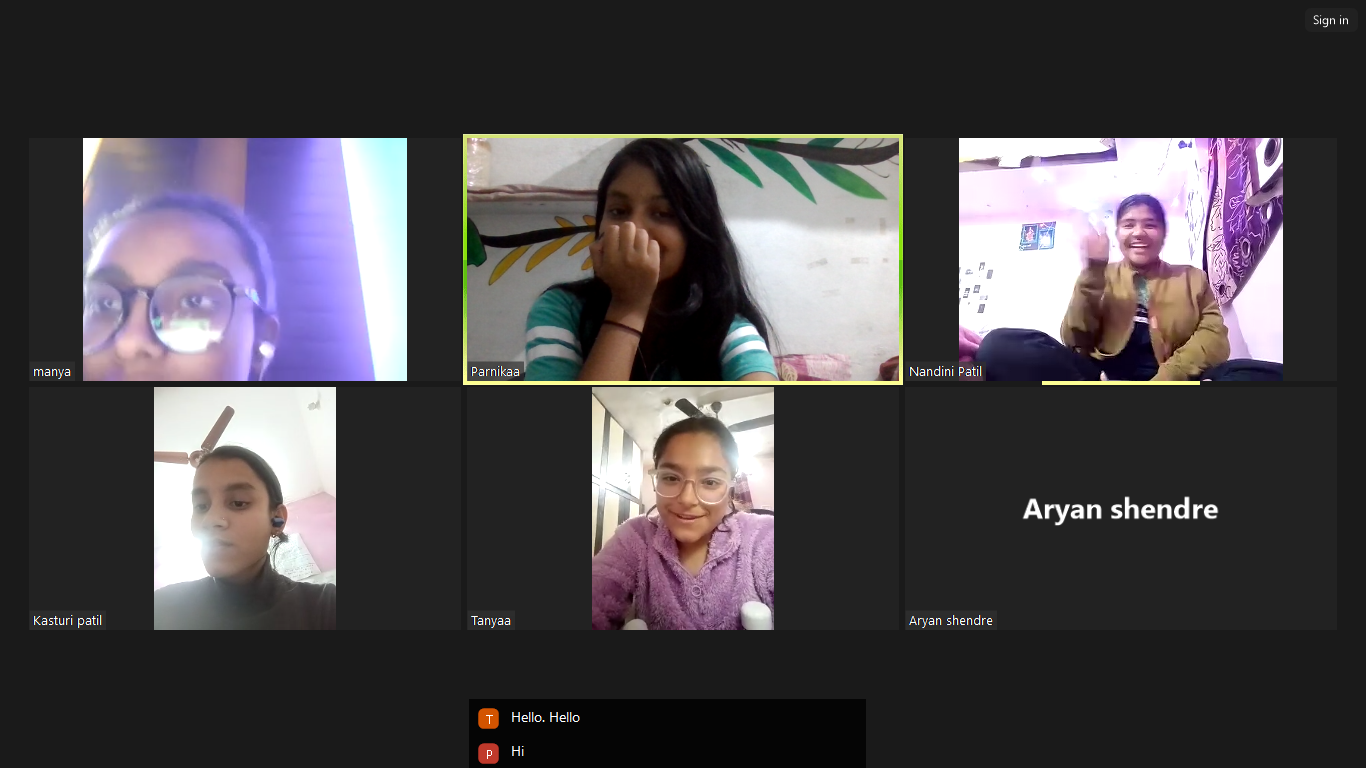 Sign in
manya
Parnikaa
Nandini Patil
Aryan shendre
Kasturi patil
Tanyaa
Aryan shendre
T Hello. Hello
p Hi